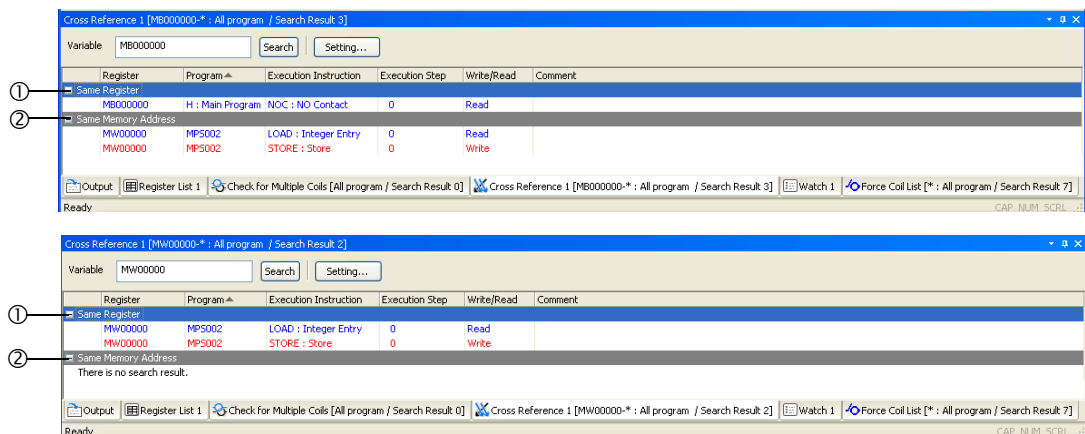 Cross Reference 1 [MB000000-* : All program / Search Result 3]
Variable MB000000 Search Setting...
Register Program Execution Instruction Execution Step Write/Read Comment
① Same Register
MB000000 H : Main Program NOC : NO Contact 0 Read
② Same Memory Address
MW00000 MPS002 LOAD : Integer Entry 0 Read
MW00000 MPS002 STORE : Store 0 Write
Output Register List 1 Check for Multiple Coils [All program / Search Result 0] Cross Reference 1 [MB000000-* : All program / Search Result 3] Watch 1 Force Coil List [* : All program / Search Result 7]
Ready CAP NUM SCRL
Cross Reference 1 [MW00000-* : All program / Search Result 2]
Variable MW00000 Search Setting...
Register Program Execution Instruction Execution Step Write/Read Comment
① Same Register
MW00000 MPS002 LOAD : Integer Entry 0 Read
MW00000 MPS002 STORE : Store 0 Write
② Same Memory Address
There is no search result.
Output Register List 1 Check for Multiple Coils [All program / Search Result 0] Cross Reference 1 [MW00000-* : All program / Search Result 2] Watch 1 Force Coil List [* : All program / Search Result 7]
Ready CAP NUM SCRL